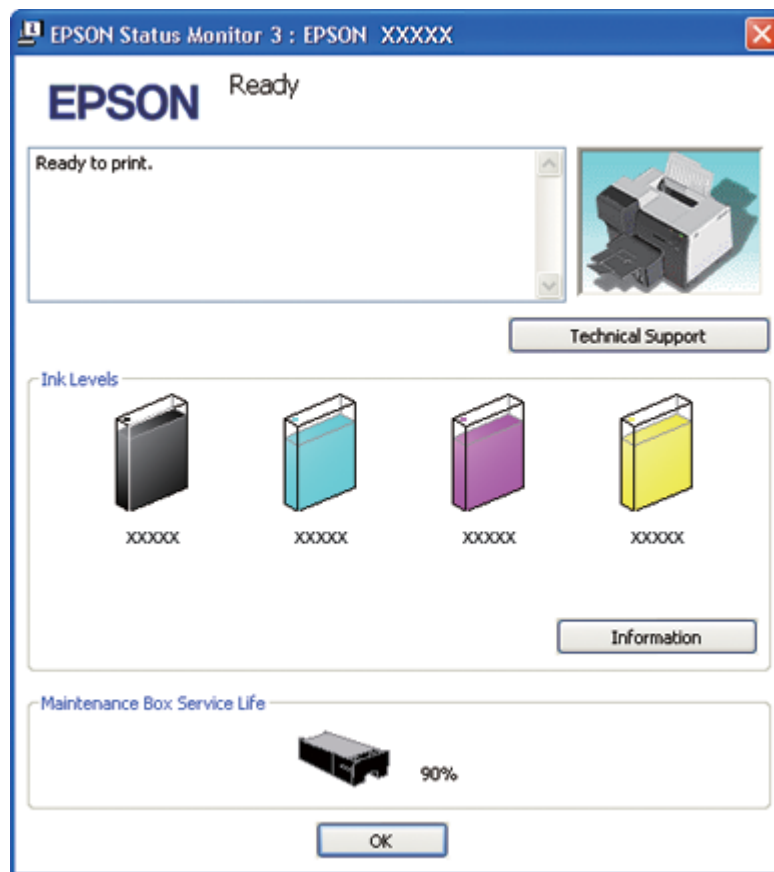 EPSON Status Monitor 3 : EPSON XXXXX
EPSON
Ready
Ready to print.
Technical Support
Ink Levels
XXXXX XXXXX XXXXX XXXXX
Information
Maintenance Box Service Life
90%
OK